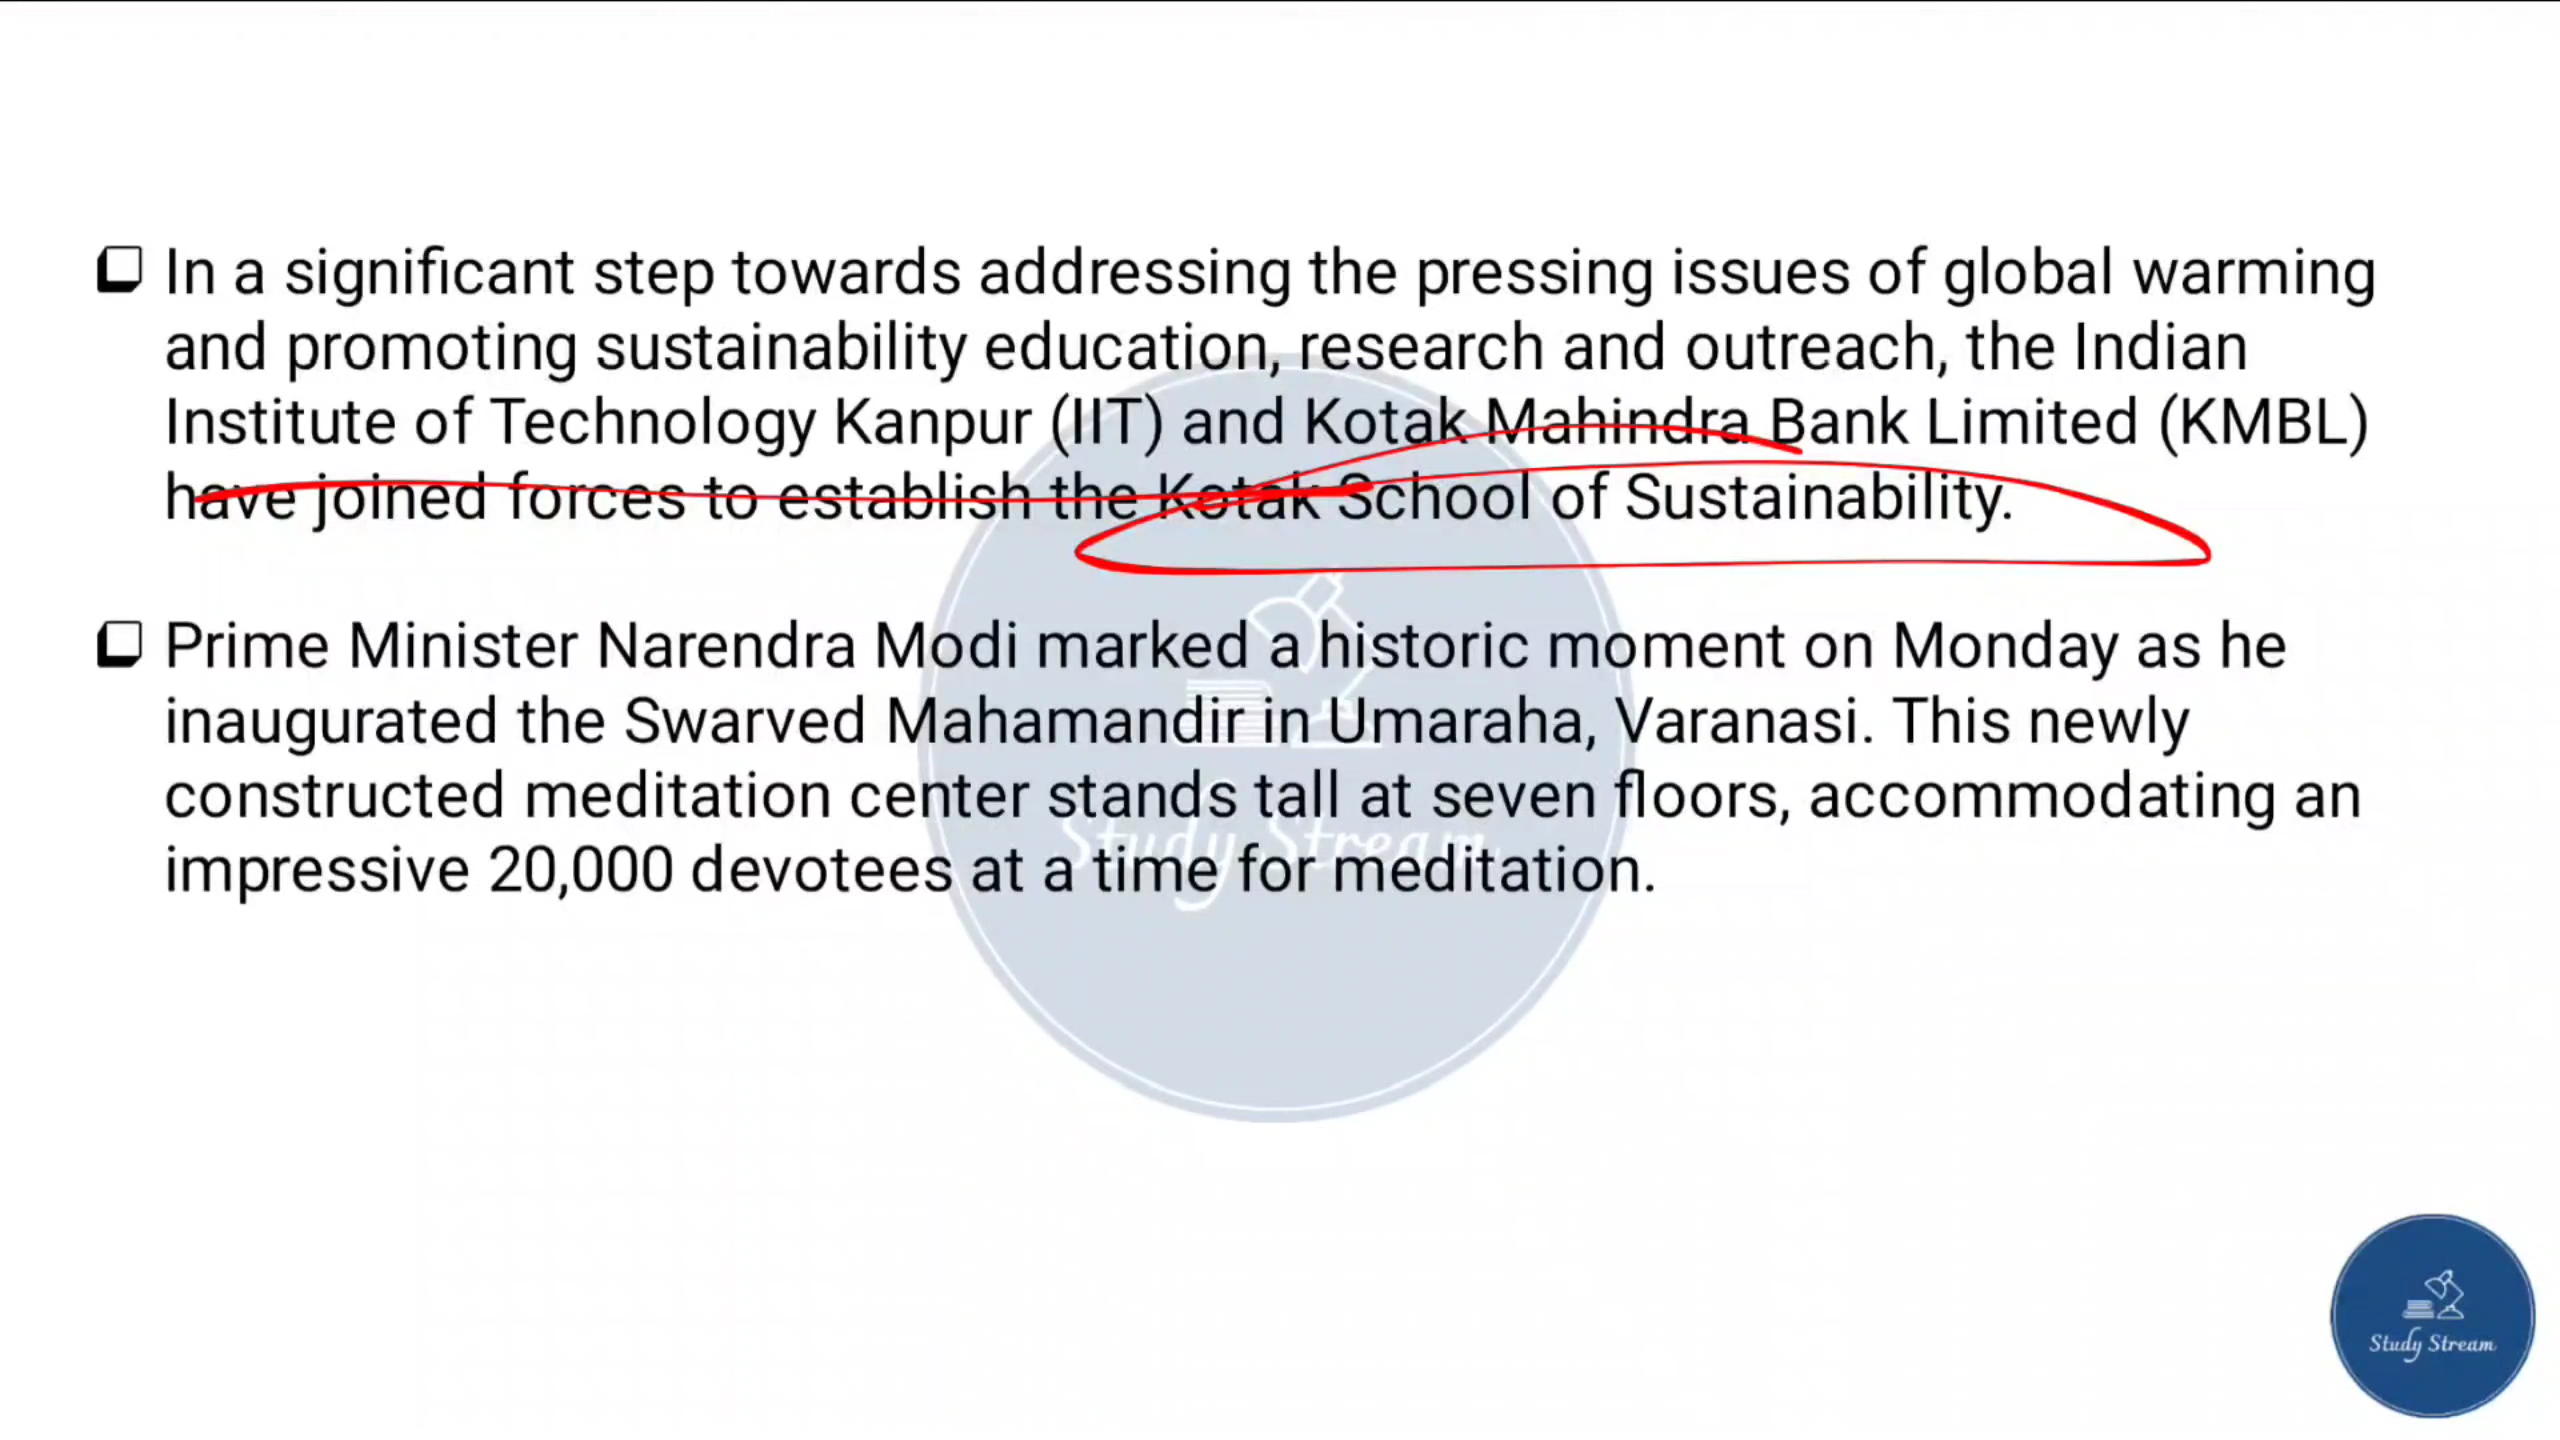 In a significant step towards addressing the pressing issues of global warming
and promoting sustainability education, research and outreach, the Indian
Institute of Technology Kanpur (IIT) and Kotak Mahindra Bank Limited (KMBL)
have joined forces to establish the Kotak School of Sustainability.
Prime Minister Narendra Modi marked a historic moment on Monday as he
inaugurated the Swarved Mahamandir in Umaraha, Varanasi. This newly
constructed meditation center stands tall at seven floors, accommodating an
impressive 20,000 devotees at a time for meditation.
Study Stream
Study Stream